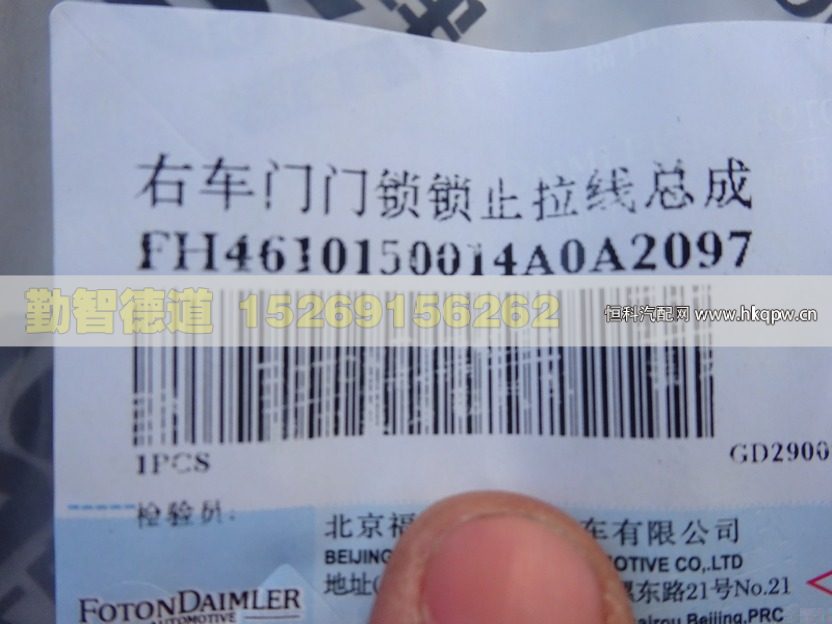 右车门门锁锁止拉线总成
FH4610150014A0A2097
勤智德道 15269156262
恒科汽配网 www.hkqpw.cn
1PCS
GD2900
检验员:
北京福 车有限公司
BEIJING OTIVE CO,.LTD
地址( 东路21号No.21
Beijing,PRC
FOTONDAIMLER
AUTOMOTIVE